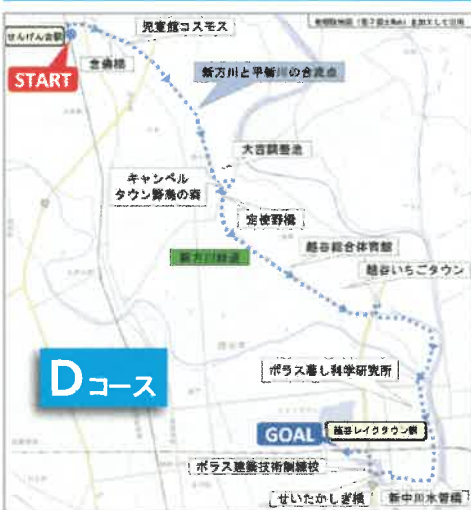 せんげん台駅
START
児童館コスモス
新方川と平新川の合流点
大吉調整池
キャンベル
タウン野鳥の森
定使野橋
新方川緑道
越谷総合体育館
越谷いちごタウン
Dコース
ポラス暮し科学研究所
GOAL
越谷レイクタウン駅
ポラス建築技術訓練校
せいたかしぎ橋
新中川水管橋